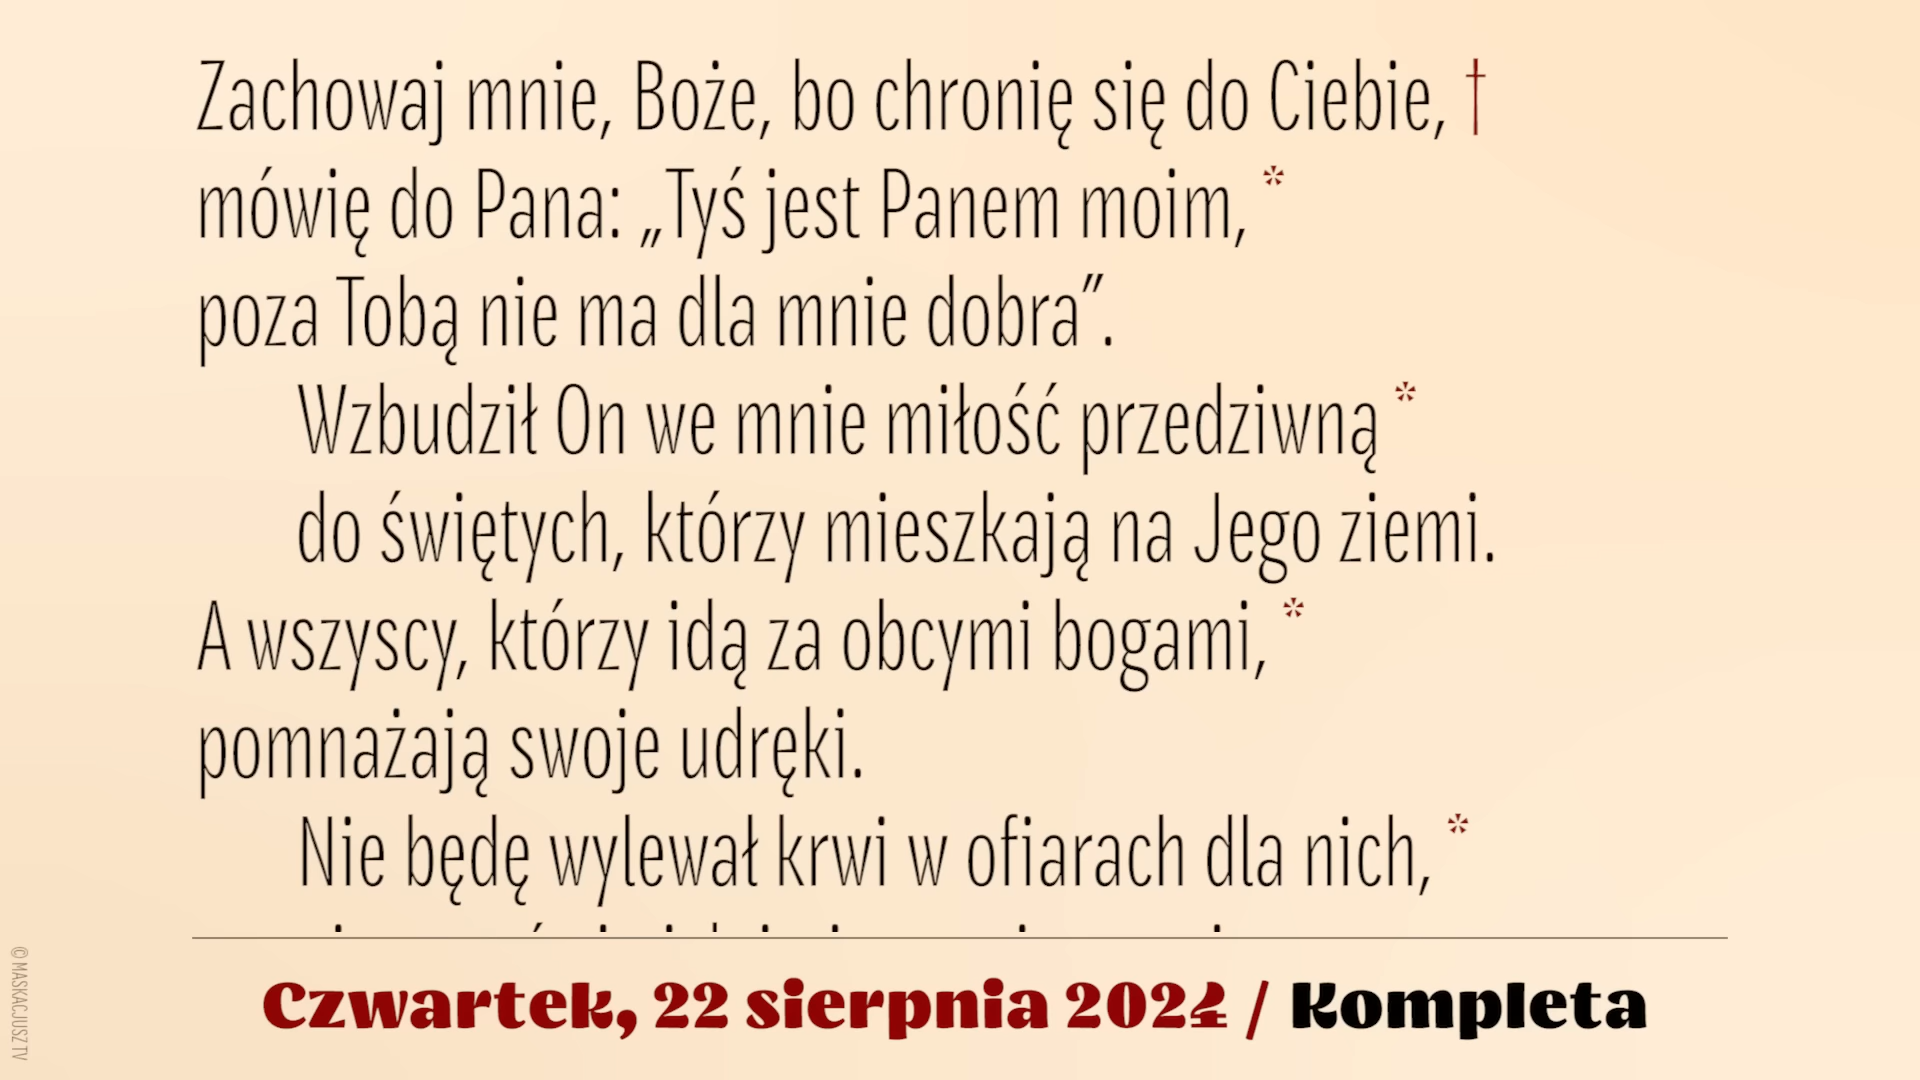 Zachowaj mnie, Boże, bo chronię się do Ciebie, †
mówię do Pana: „Tyś jest Panem moim, *
poza Tobą nie ma dla mnie dobra”.
Wzbudził On we mnie miłość przedziwną *
do świętych, którzy mieszkają na Jego ziemi.
A wszyscy, którzy idą za obcymi bogami, *
pomnażają swoje udręki.
Nie będę wylewał krwi w ofiarach dla nich, *
Czwartek, 22 sierpnia 2024 / Kompleta
© MASKACJUSZ TV